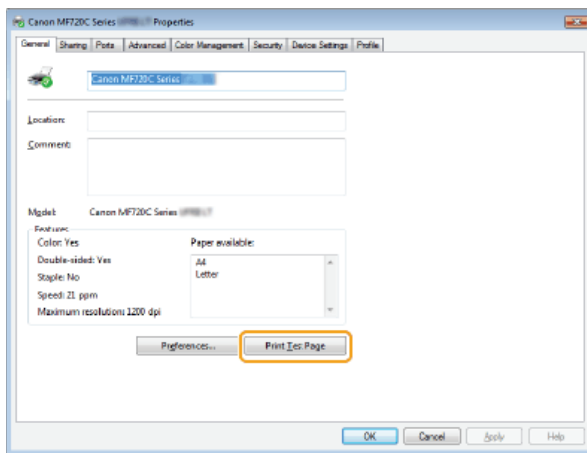 Canon MF720C Series Properties
General Sharing Ports Advanced Color Management Security Device Settings Profile
Canon MF720C Series
Location:
Comment:
Model: Canon MF720C Series
Features
Color: Yes Paper available:
Double-sided: Yes A4
Staple: No Letter
Speed: 21 ppm
Maximum resolution: 1200 dpi
Preferences... Print Test Page
OK Cancel Apply Help